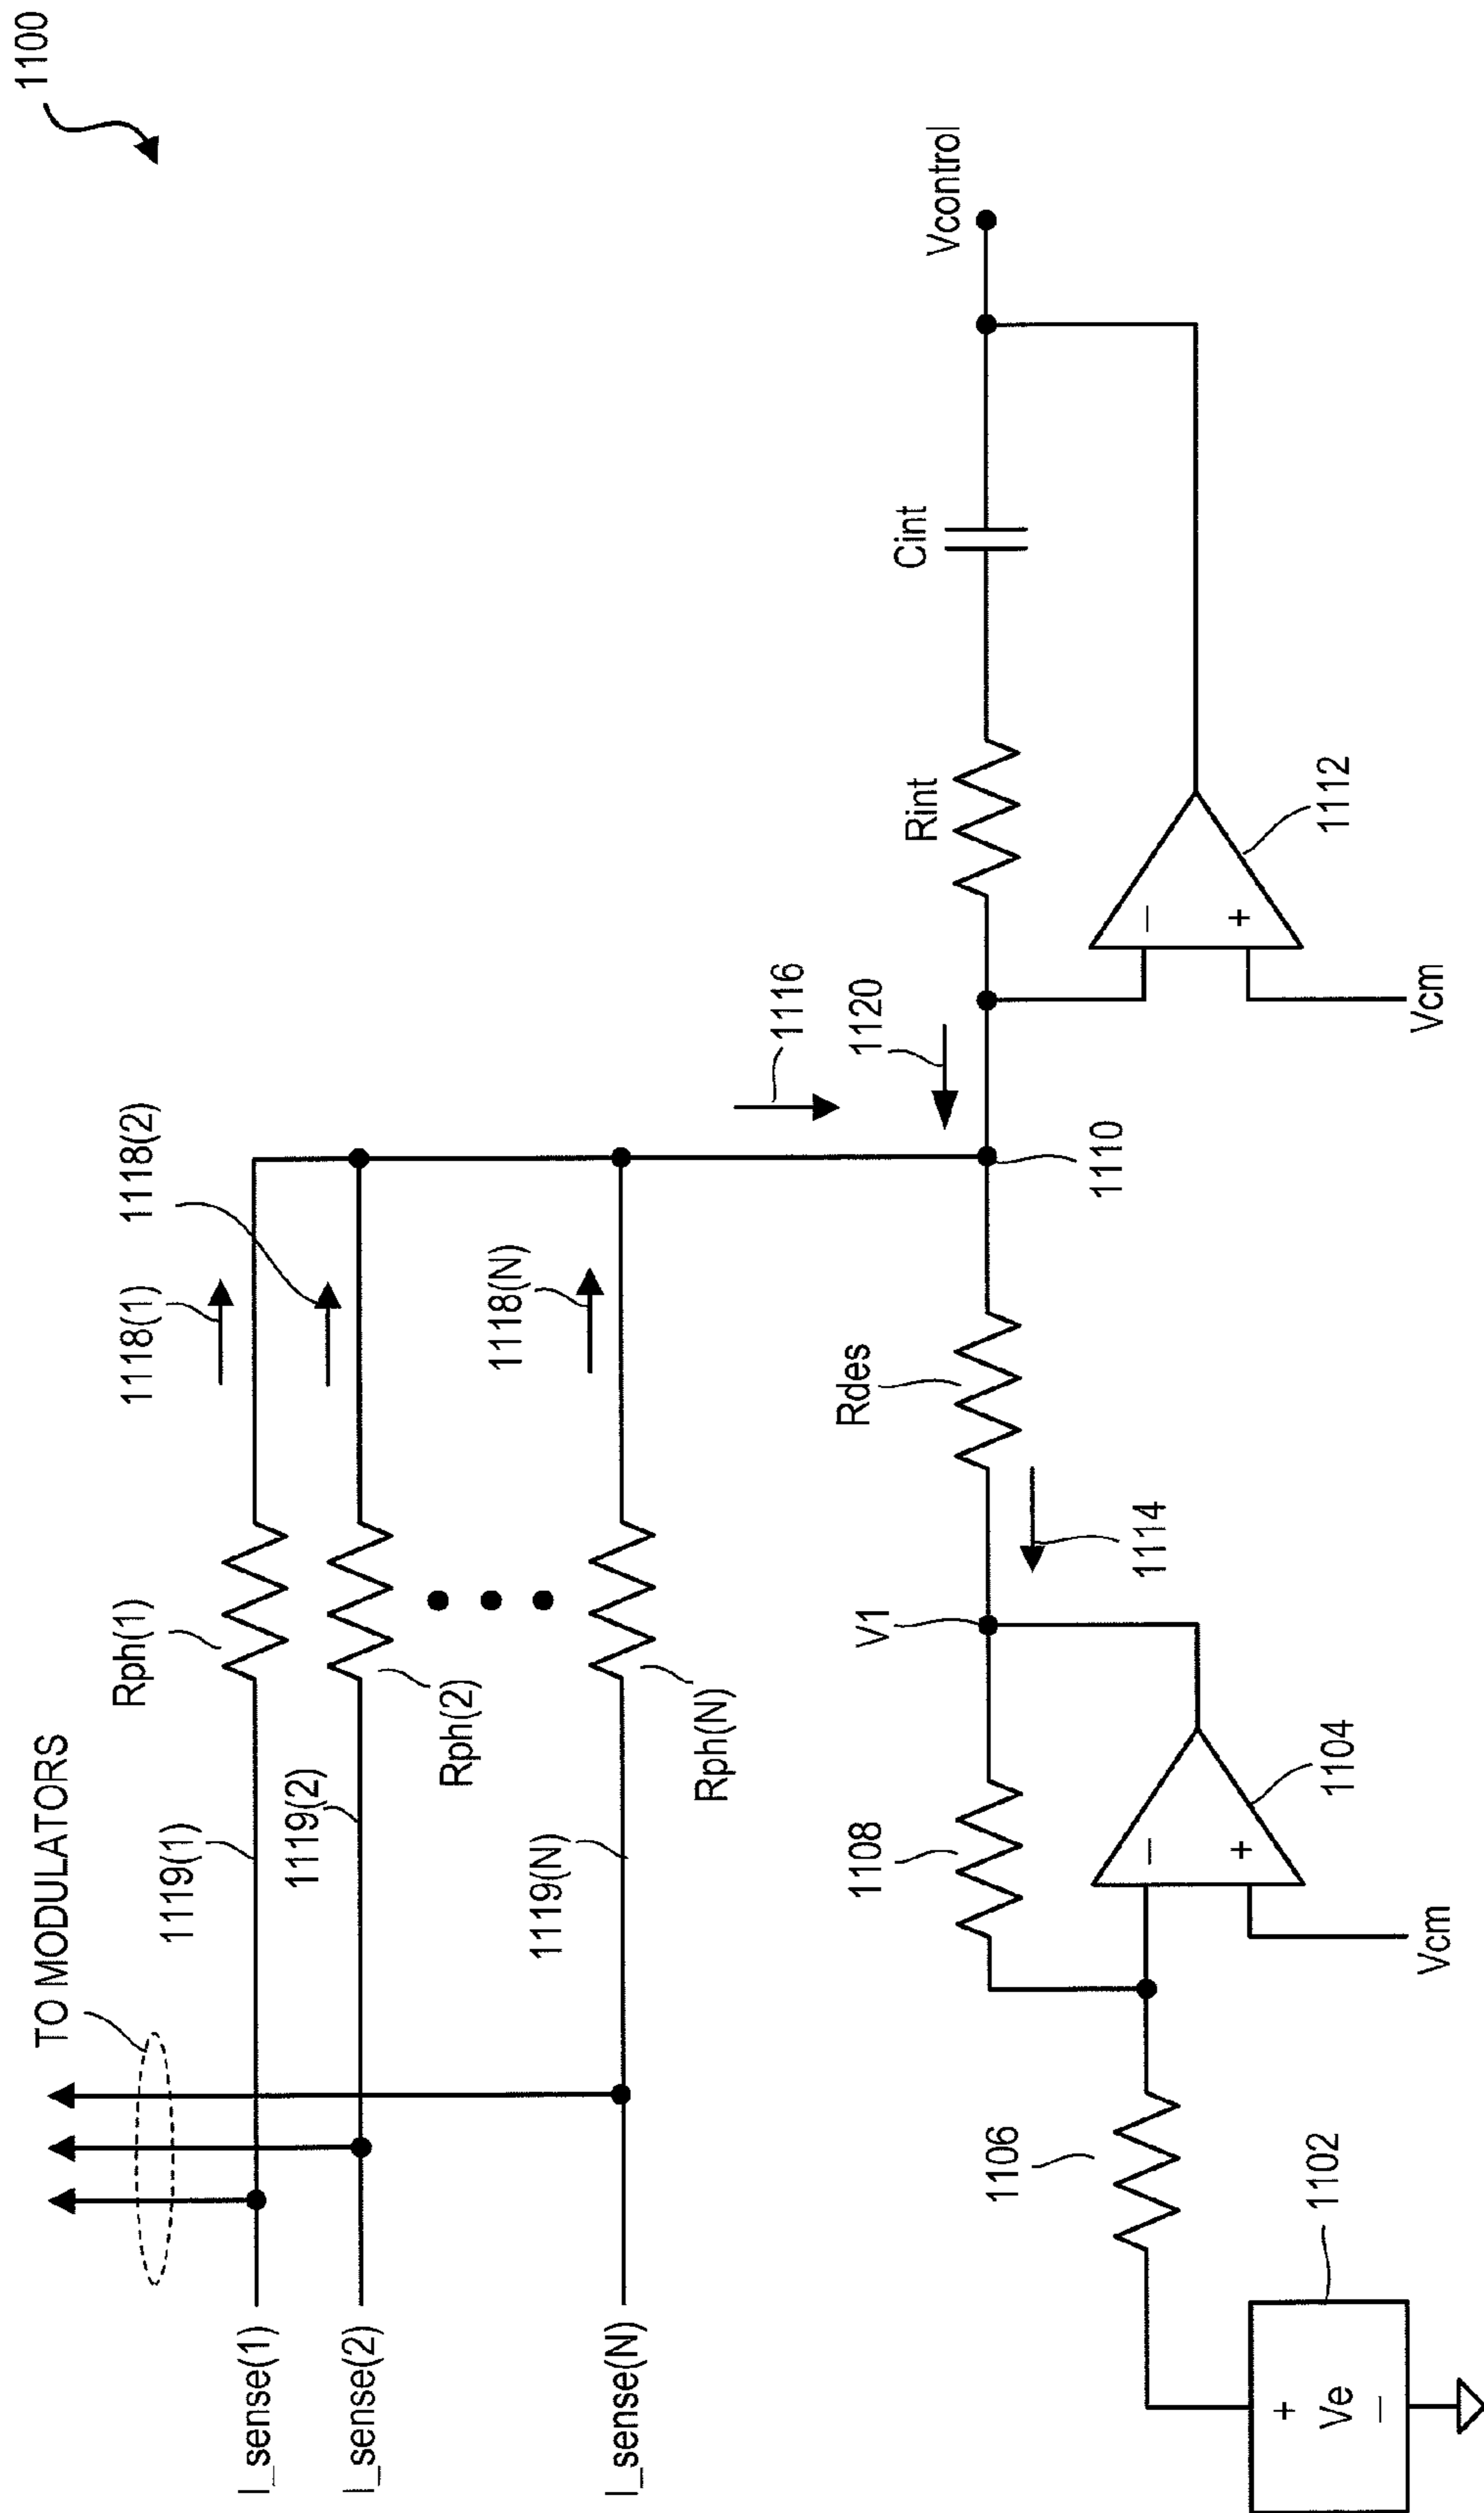 1100
TO MODULATORS
I_sense(1)
1119(1)
Rph(1)
1118(1)
1118(2)
I_sense(2)
1119(2)
Rph(2)
I_sense(N)
1119(N)
Rph(N)
1118(N)
1116
1120
1110
Ve
+
−
1102
1106
1108
−
+
1104
Vcm
V1
1114
Rdes
Rint
Cint
Vcontrol
−
+
1112
Vcm